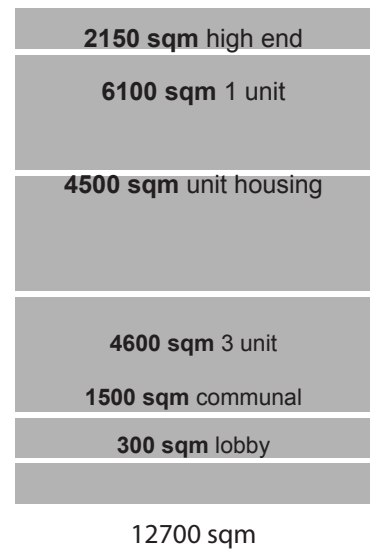 2150 sqm high end
6100 sqm 1 unit
4500 sqm unit housing
4600 sqm 3 unit
1500 sqm communal
300 sqm lobby
12700 sqm